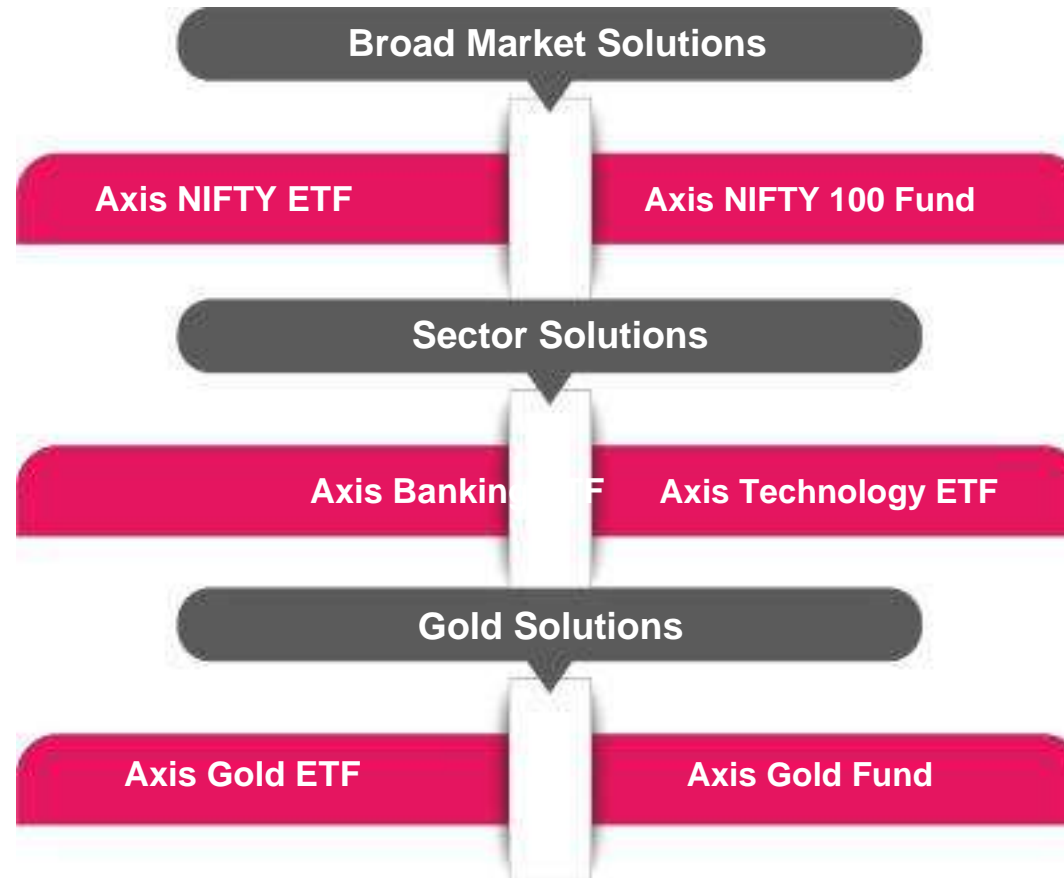 Broad Market Solutions
Axis NIFTY ETF
Axis NIFTY 100 Fund
Sector Solutions
Axis Bankin F
Axis Technology ETF
Gold Solutions
Axis Gold ETF
Axis Gold Fund